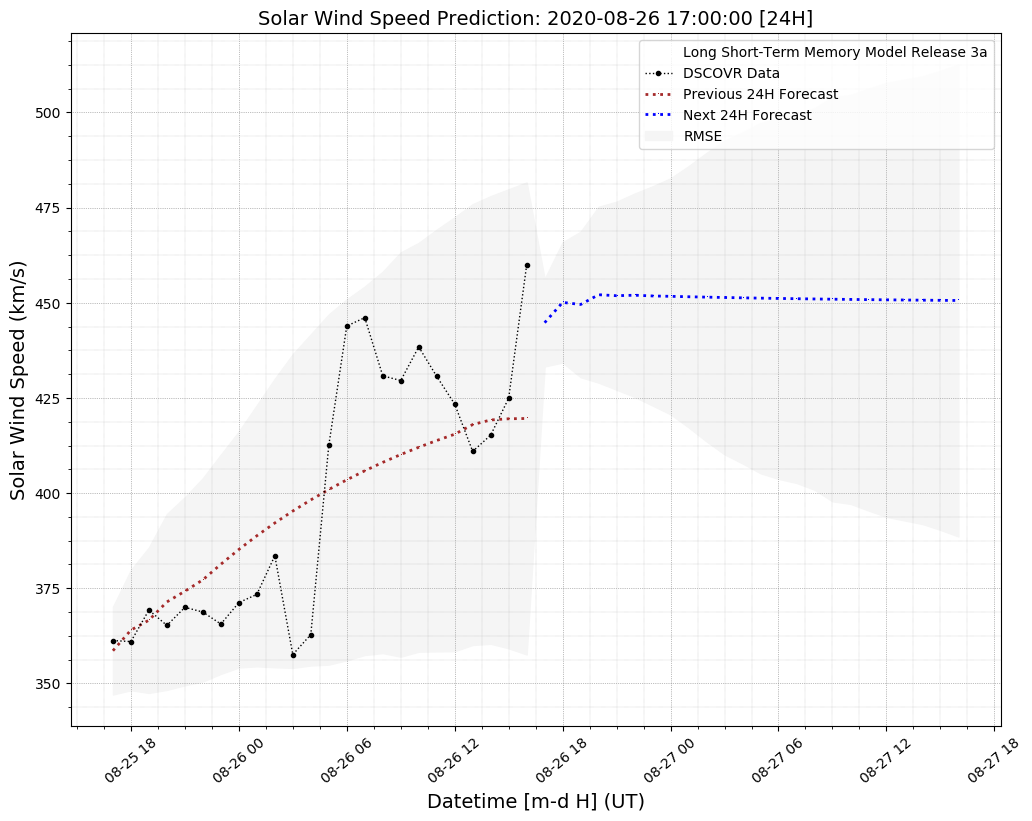 Solar Wind Speed Prediction: 2020-08-26 17:00:00 [24H]
Long Short-Term Memory Model Release 3a
DSCOVR Data
Previous 24H Forecast
Next 24H Forecast
RMSE
Solar Wind Speed (km/s)
500
475
450
425
400
375
350
08-25 18
08-26 00
08-26 06
08-26 12
08-26 18
08-27 00
08-27 06
08-27 12
08-27 18
Datetime [m-d H] (UT)